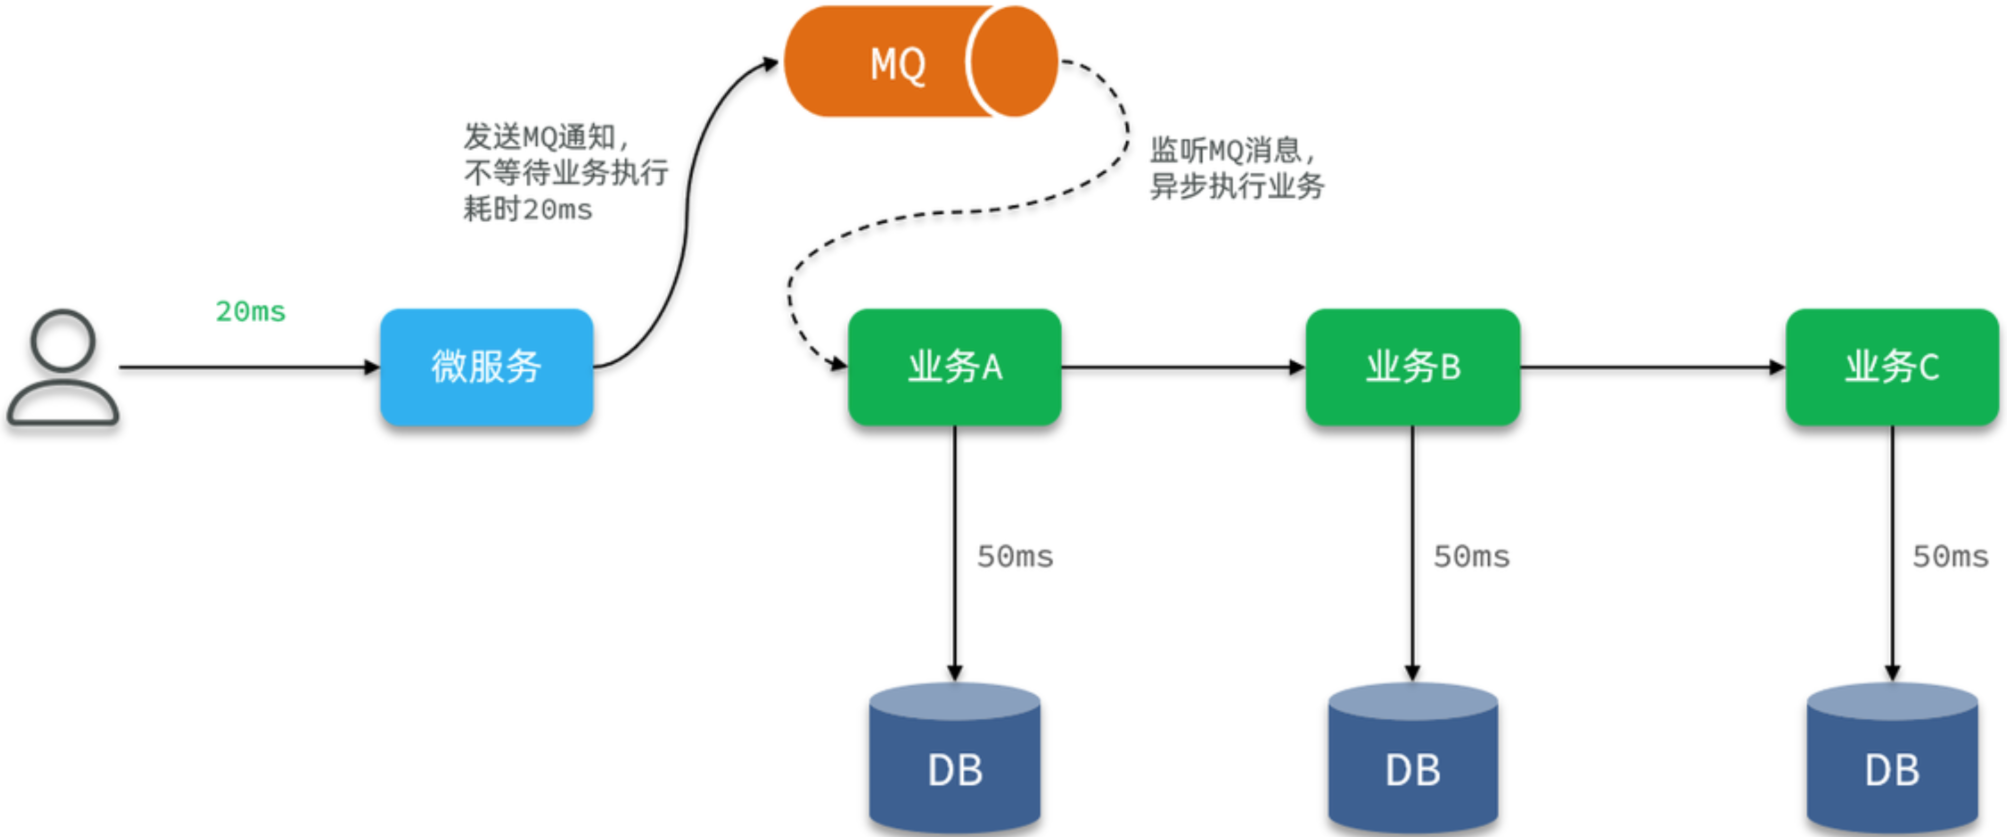 MQ
发送MQ通知,
不等待业务执行
耗时20ms
监听MQ消息,
异步执行业务
20ms
微服务
业务A
业务B
业务C
50ms
50ms
50ms
DB
DB
DB